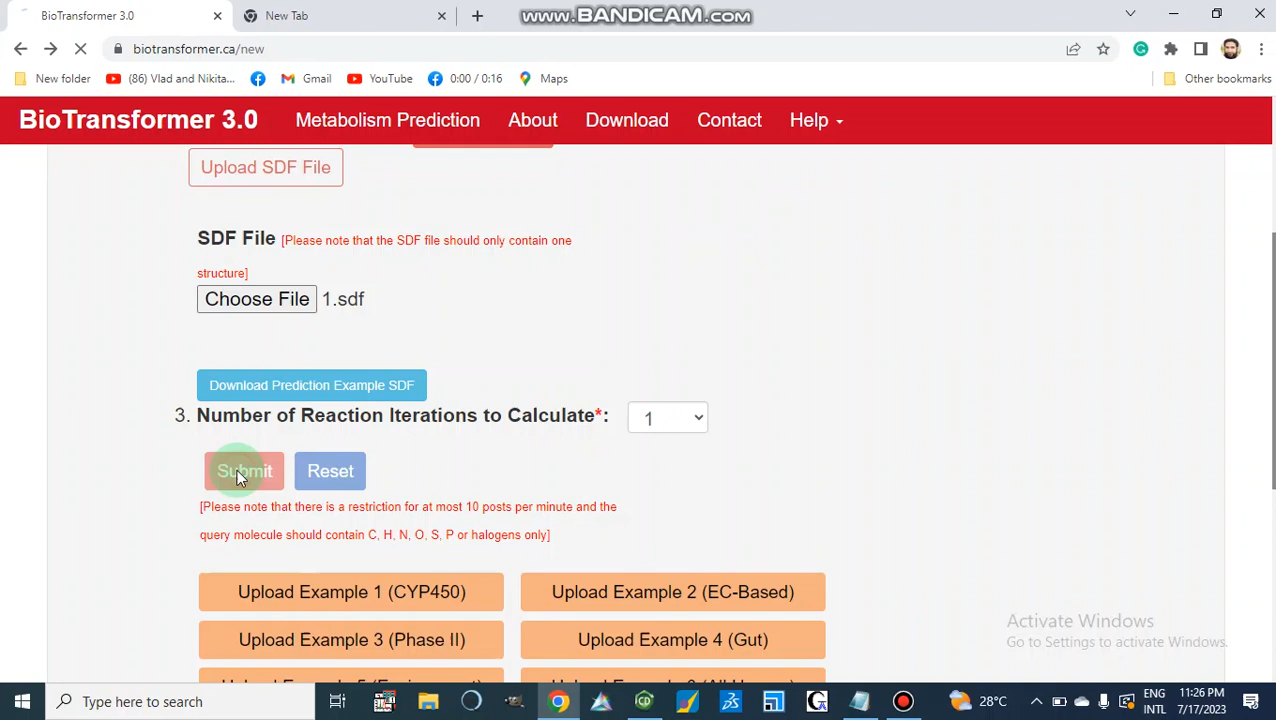 www.BANDICAM.com
BioTransformer 3.0
New Tab
biotransformer.ca/new
New folder
(86) Vlad and Nikita...
Gmail
YouTube
0:00 / 0:16
Maps
Other bookmarks
BioTransformer 3.0
Metabolism Prediction
About
Download
Contact
Help
Upload SDF File
SDF File [Please note that the SDF file should only contain one
structure]
Choose File 1.sdf
Download Prediction Example SDF
3. Number of Reaction Iterations to Calculate*: 1
Submit
Reset
[Please note that there is a restriction for at most 10 posts per minute and the
query molecule should contain C, H, N, O, S, P or halogens only]
Upload Example 1 (CYP450)
Upload Example 2 (EC-Based)
Upload Example 3 (Phase II)
Upload Example 4 (Gut)
Activate Windows
Go to Settings to activate Windows.
Type here to search
28°C
ENG
INTL
11:26 PM
7/17/2023